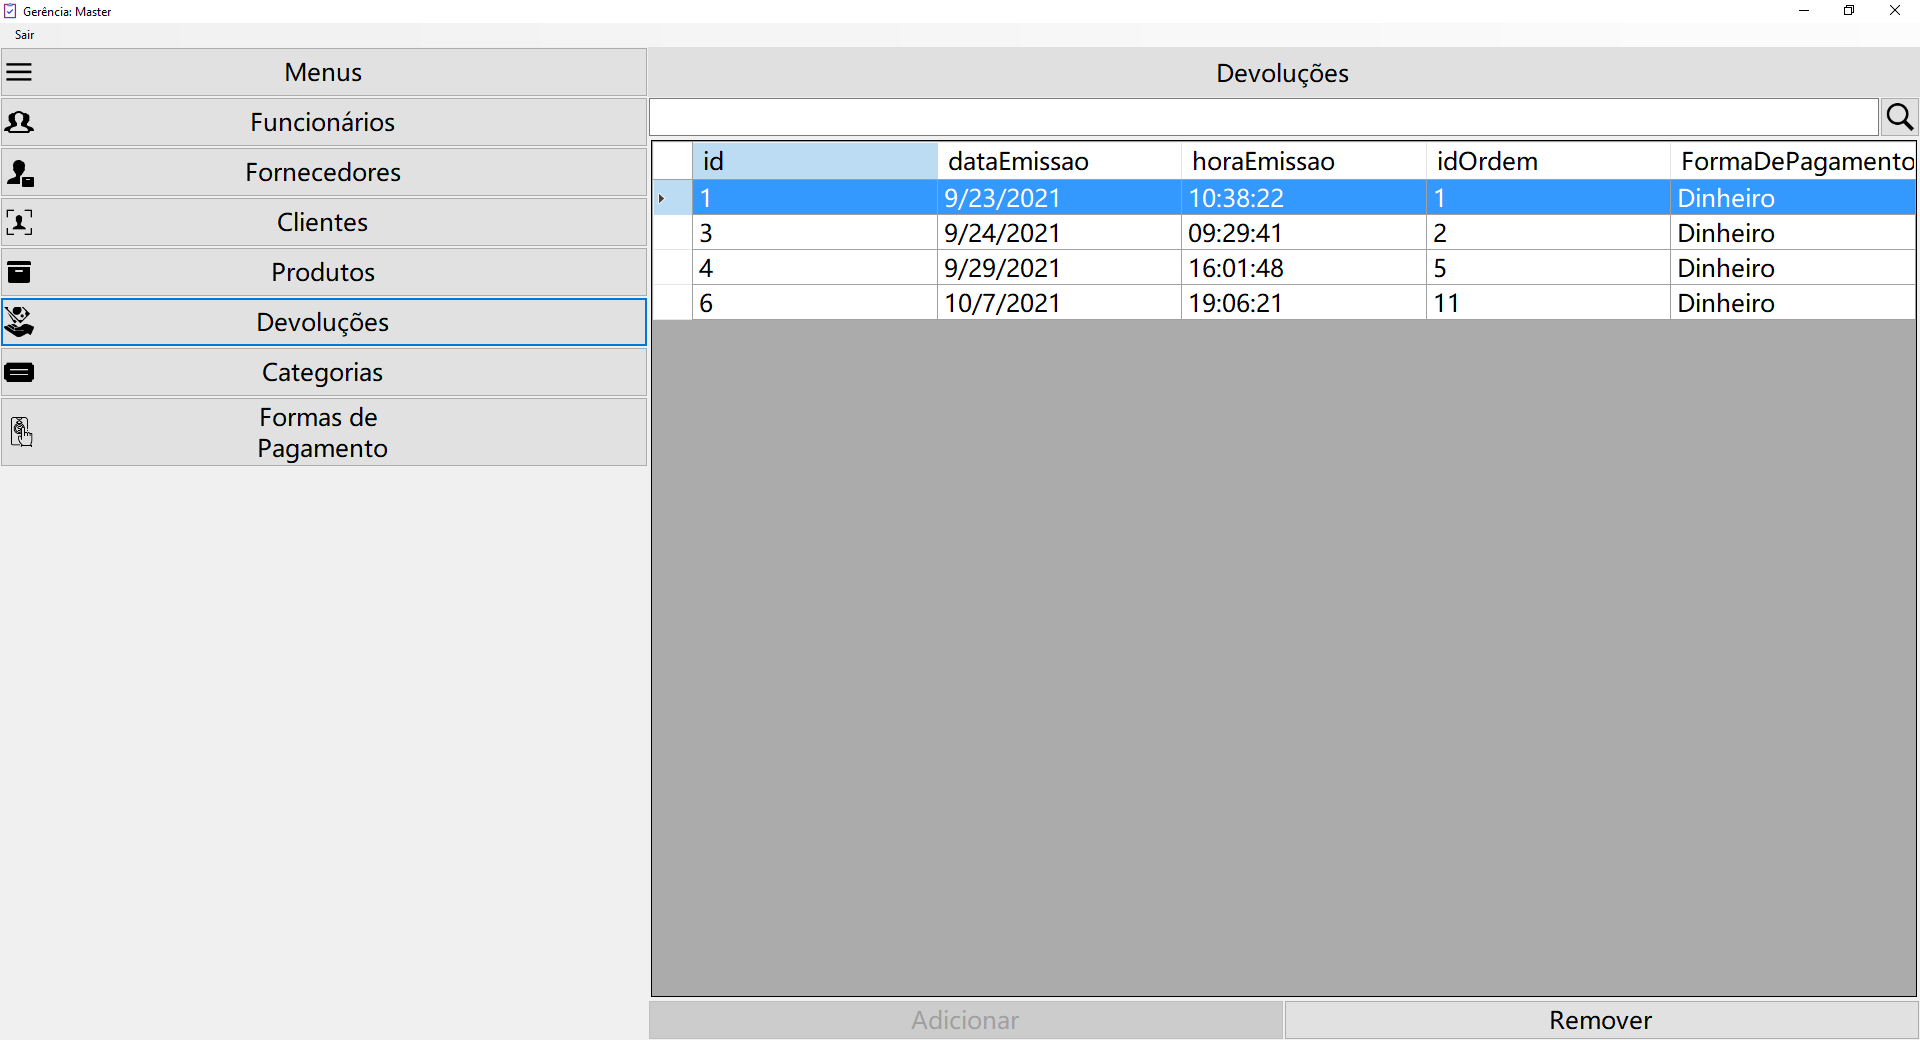 Gerência: Master
Sair
Menus
Funcionários
Fornecedores
Clientes
Produtos
Devoluções
Categorias
Formas de
Pagamento
Devoluções
id dataEmissao horaEmissao idOrdem FormaDePagamento
1 9/23/2021 10:38:22 1 Dinheiro
3 9/24/2021 09:29:41 2 Dinheiro
4 9/29/2021 16:01:48 5 Dinheiro
6 10/7/2021 19:06:21 11 Dinheiro
Adicionar Remover